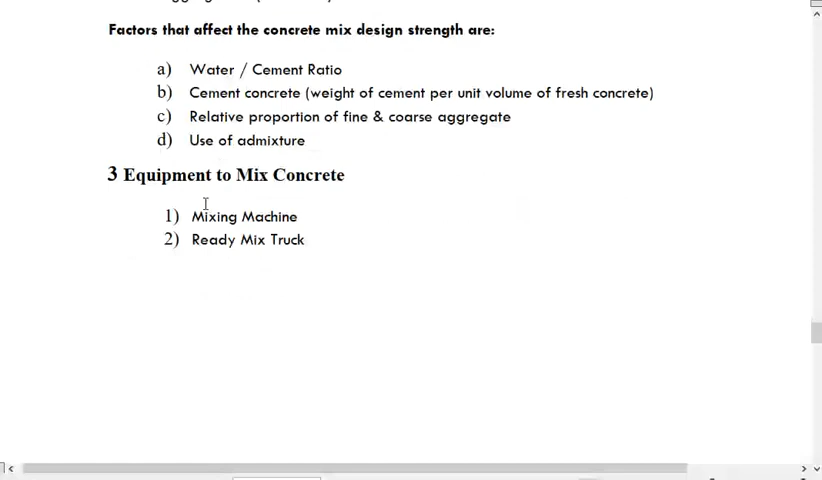 Factors that affect the concrete mix design strength are:
a) Water / Cement Ratio
b) Cement concrete (weight of cement per unit volume of fresh concrete)
c) Relative proportion of fine & coarse aggregate
d) Use of admixture
3 Equipment to Mix Concrete
1) Mixing Machine
2) Ready Mix Truck